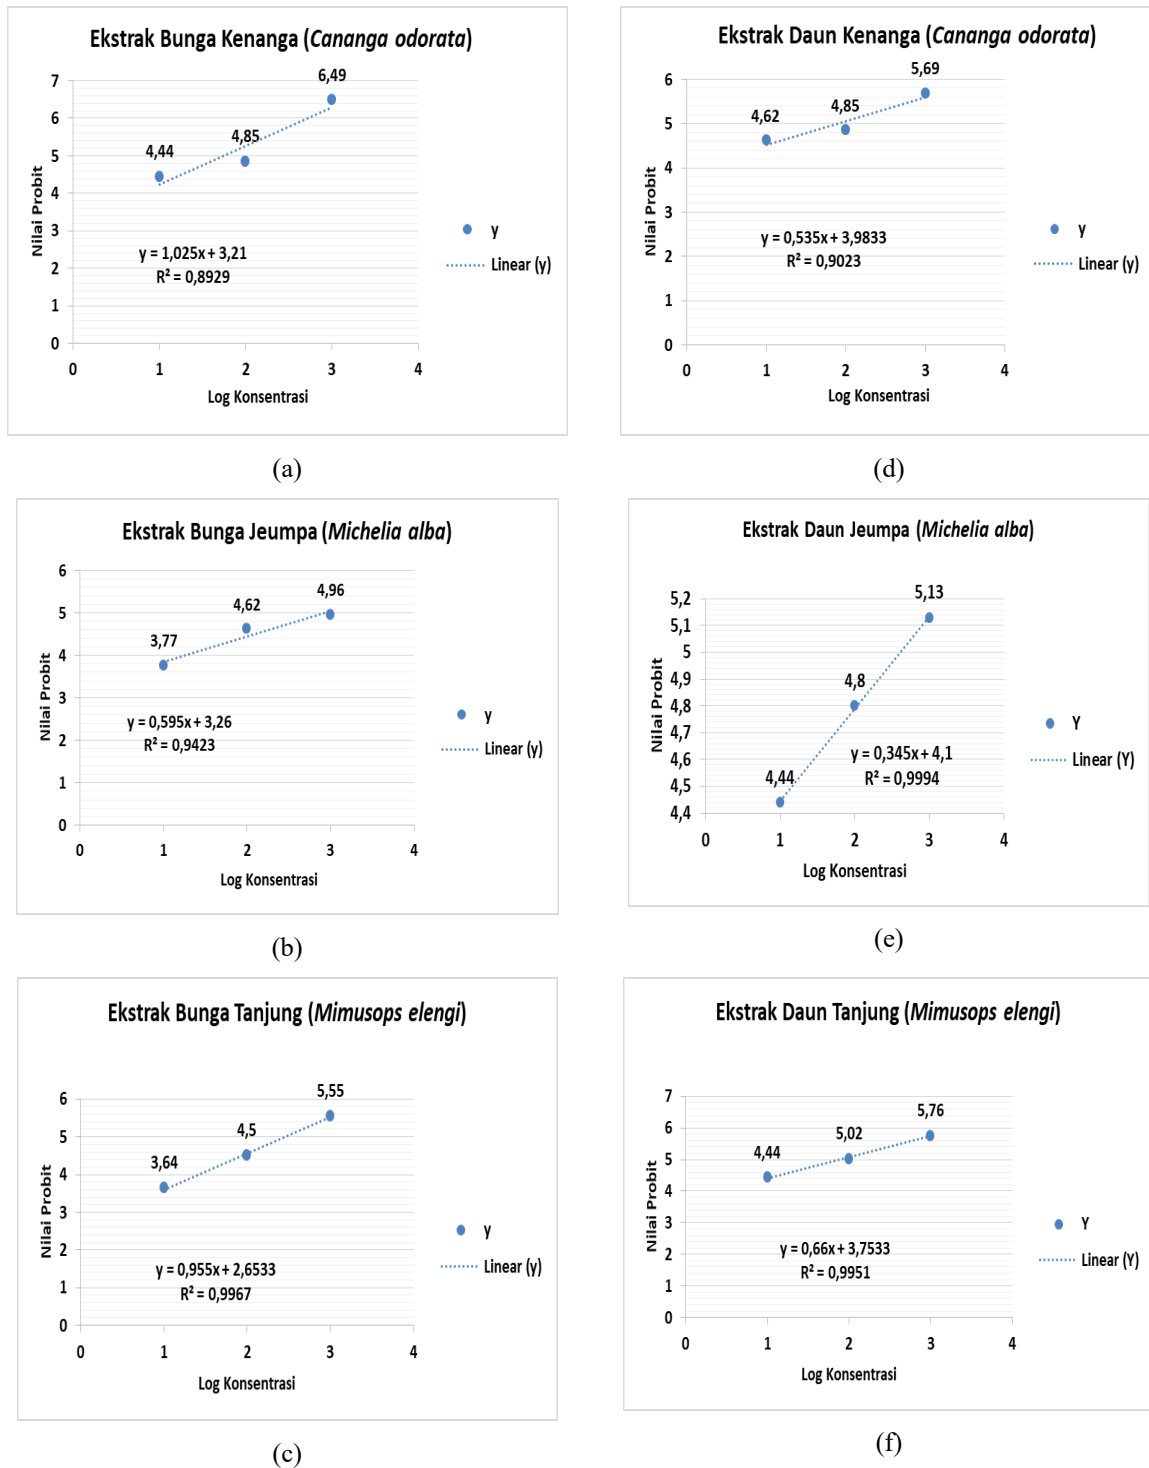 Ekstrak Bunga Kenanga (Cananga odorata)
7
6
5
4
3
2
1
0
Nilai Probit
4,44
4,85
6,49
y = 1,025x + 3,21
R² = 0,8929
0 1 2 3 4
Log Konsentrasi
y
Linear (y)
(a)
Ekstrak Daun Kenanga (Cananga odorata)
6
5
4
3
2
1
0
Nilai Probit
4,62
4,85
5,69
y = 0,535x + 3,9833
R² = 0,9023
0 1 2 3 4
Log Konsentrasi
y
Linear (y)
(d)
Ekstrak Bunga Jeumpa (Michelia alba)
6
5
4
3
2
1
0
Nilai Probit
3,77
4,62
4,96
y = 0,595x + 3,26
R² = 0,9423
0 1 2 3 4
Log Konsentrasi
y
Linear (y)
(b)
Ekstrak Daun Jeumpa (Michelia alba)
5,2
5,1
5
4,9
4,8
4,7
4,6
4,5
4,4
Nilai Probit
4,44
4,8
5,13
y = 0,345x + 4,1
R² = 0,9994
0 1 2 3 4
Log Konsentrasi
Y
Linear (Y)
(e)
Ekstrak Bunga Tanjung (Mimusops elengi)
6
5
4
3
2
1
0
Nilai Probit
3,64
4,5
5,55
y = 0,955x + 2,6533
R² = 0,9967
0 1 2 3 4
Log Konsentrasi
y
Linear (y)
(c)
Ekstrak Daun Tanjung (Mimusops elengi)
7
6
5
4
3
2
1
0
Nilai Probit
4,44
5,02
5,76
y = 0,66x + 3,7533
R² = 0,9951
0 1 2 3 4
Log Konsentrasi
Y
Linear (Y)
(f)